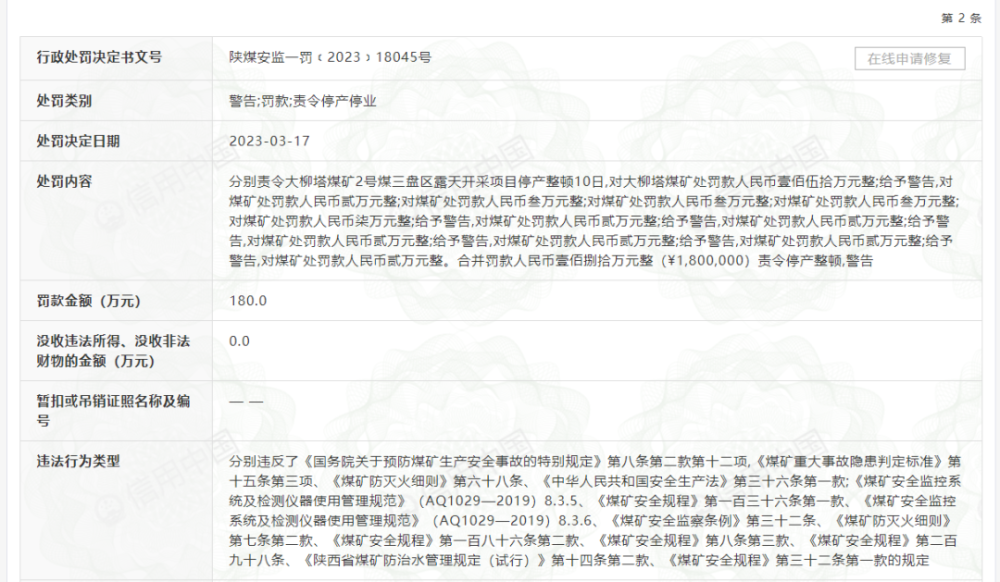 第 2 条
行政处罚决定书文号
陕煤安监一罚﹝2023﹞18045号
在线申请修复
处罚类别
警告;罚款;责令停产停业
处罚决定日期
2023-03-17
处罚内容
分别责令大柳塔煤矿2号煤三盘区露天开采项目停产整顿10日,对大柳塔煤矿处罚款人民币壹佰伍拾万元整;给予警告,对
煤矿处罚款人民币贰万元整;对煤矿处罚款人民币叁万元整;对煤矿处罚款人民币叁万元整;对煤矿处罚款人民币叁万元整;
对煤矿处罚款人民币柒万元整;给予警告,对煤矿处罚款人民币贰万元整;给予警告,对煤矿处罚款人民币贰万元整;给予警
告,对煤矿处罚款人民币贰万元整;给予警告,对煤矿处罚款人民币贰万元整;给予警告,对煤矿处罚款人民币贰万元整;给予
警告,对煤矿处罚款人民币贰万元整。合并罚款人民币壹佰捌拾万元整（¥1,800,000）责令停产整顿,警告
罚款金额（万元）
180.0
没收违法所得、没收非法
财物的金额（万元）
0.0
暂扣或吊销证照名称及编
号
— —
违法行为类型
分别违反了《国务院关于预防煤矿生产安全事故的特别规定》第八条第二款第十二项,《煤矿重大事故隐患判定标准》第
十五条第三项、《煤矿防灭火细则》第六十八条、《中华人民共和国安全生产法》第三十六条第一款;《煤矿安全监控系
统及检测仪器使用管理规范》（AQ1029—2019）8.3.5、《煤矿安全规程》第一百三十六条第一款、《煤矿安全监控
系统及检测仪器使用管理规范》（AQ1029—2019）8.3.6、《煤矿安全监察条例》第三十二条、《煤矿防灭火细则》
第七条第二款、《煤矿安全规程》第一百八十六条第二款、《煤矿安全规程》第八条第三款、《煤矿安全规程》第二百
九十八条、《陕西省煤矿防治水管理规定（试行）》第十四条第二款、《煤矿安全规程》第三十二条第一款的规定
信用中国
信用中国
信用中国
信用中国